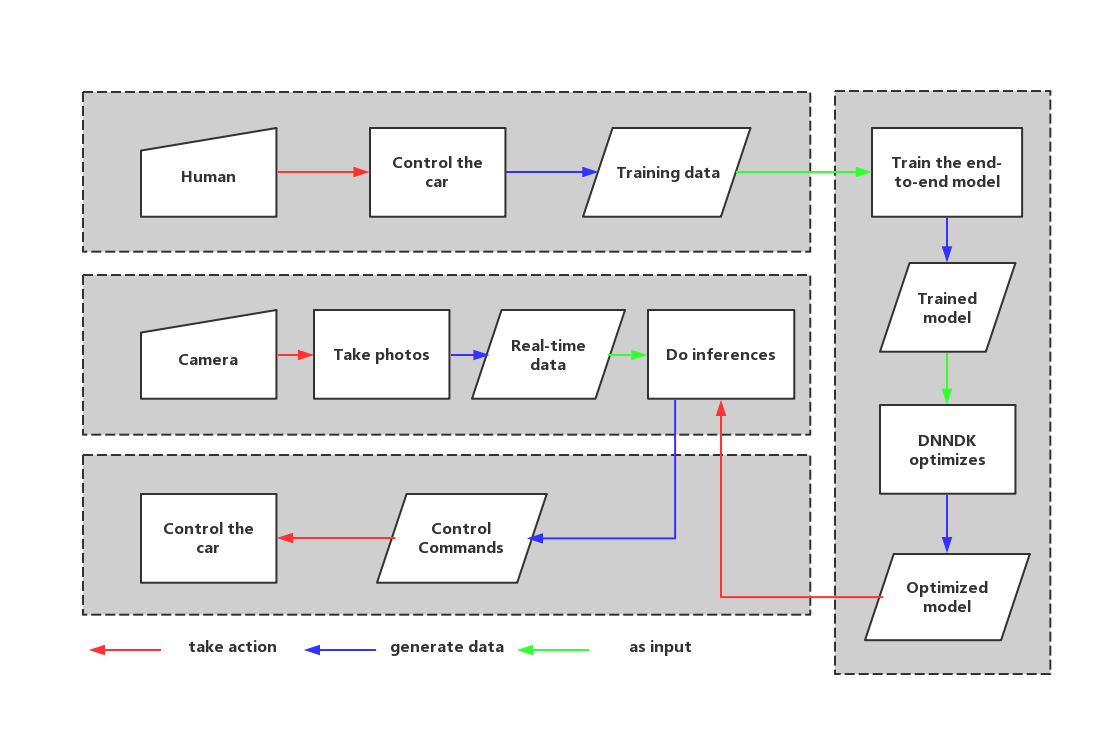 Human
Control the
car
Training data
Train the end-
to-end model
Trained
model
DNNDK
optimizes
Optimized
model
Camera
Take photos
Real-time
data
Do inferences
Control the
car
Control
Commands
take action
generate data
as input